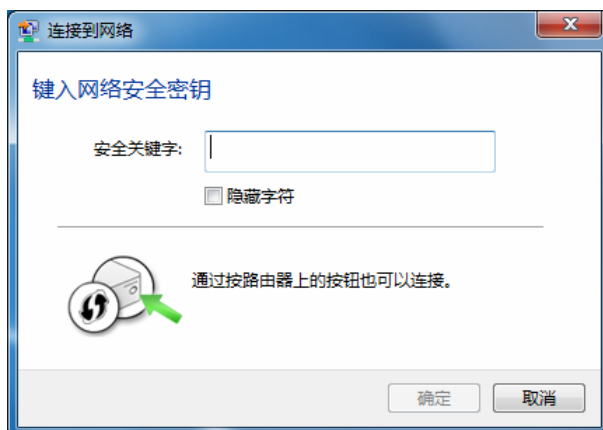 连接到网络
键入网络安全密钥
安全关键字:
隐藏字符
通过按路由器上的按钮也可以连接。
确定
取消